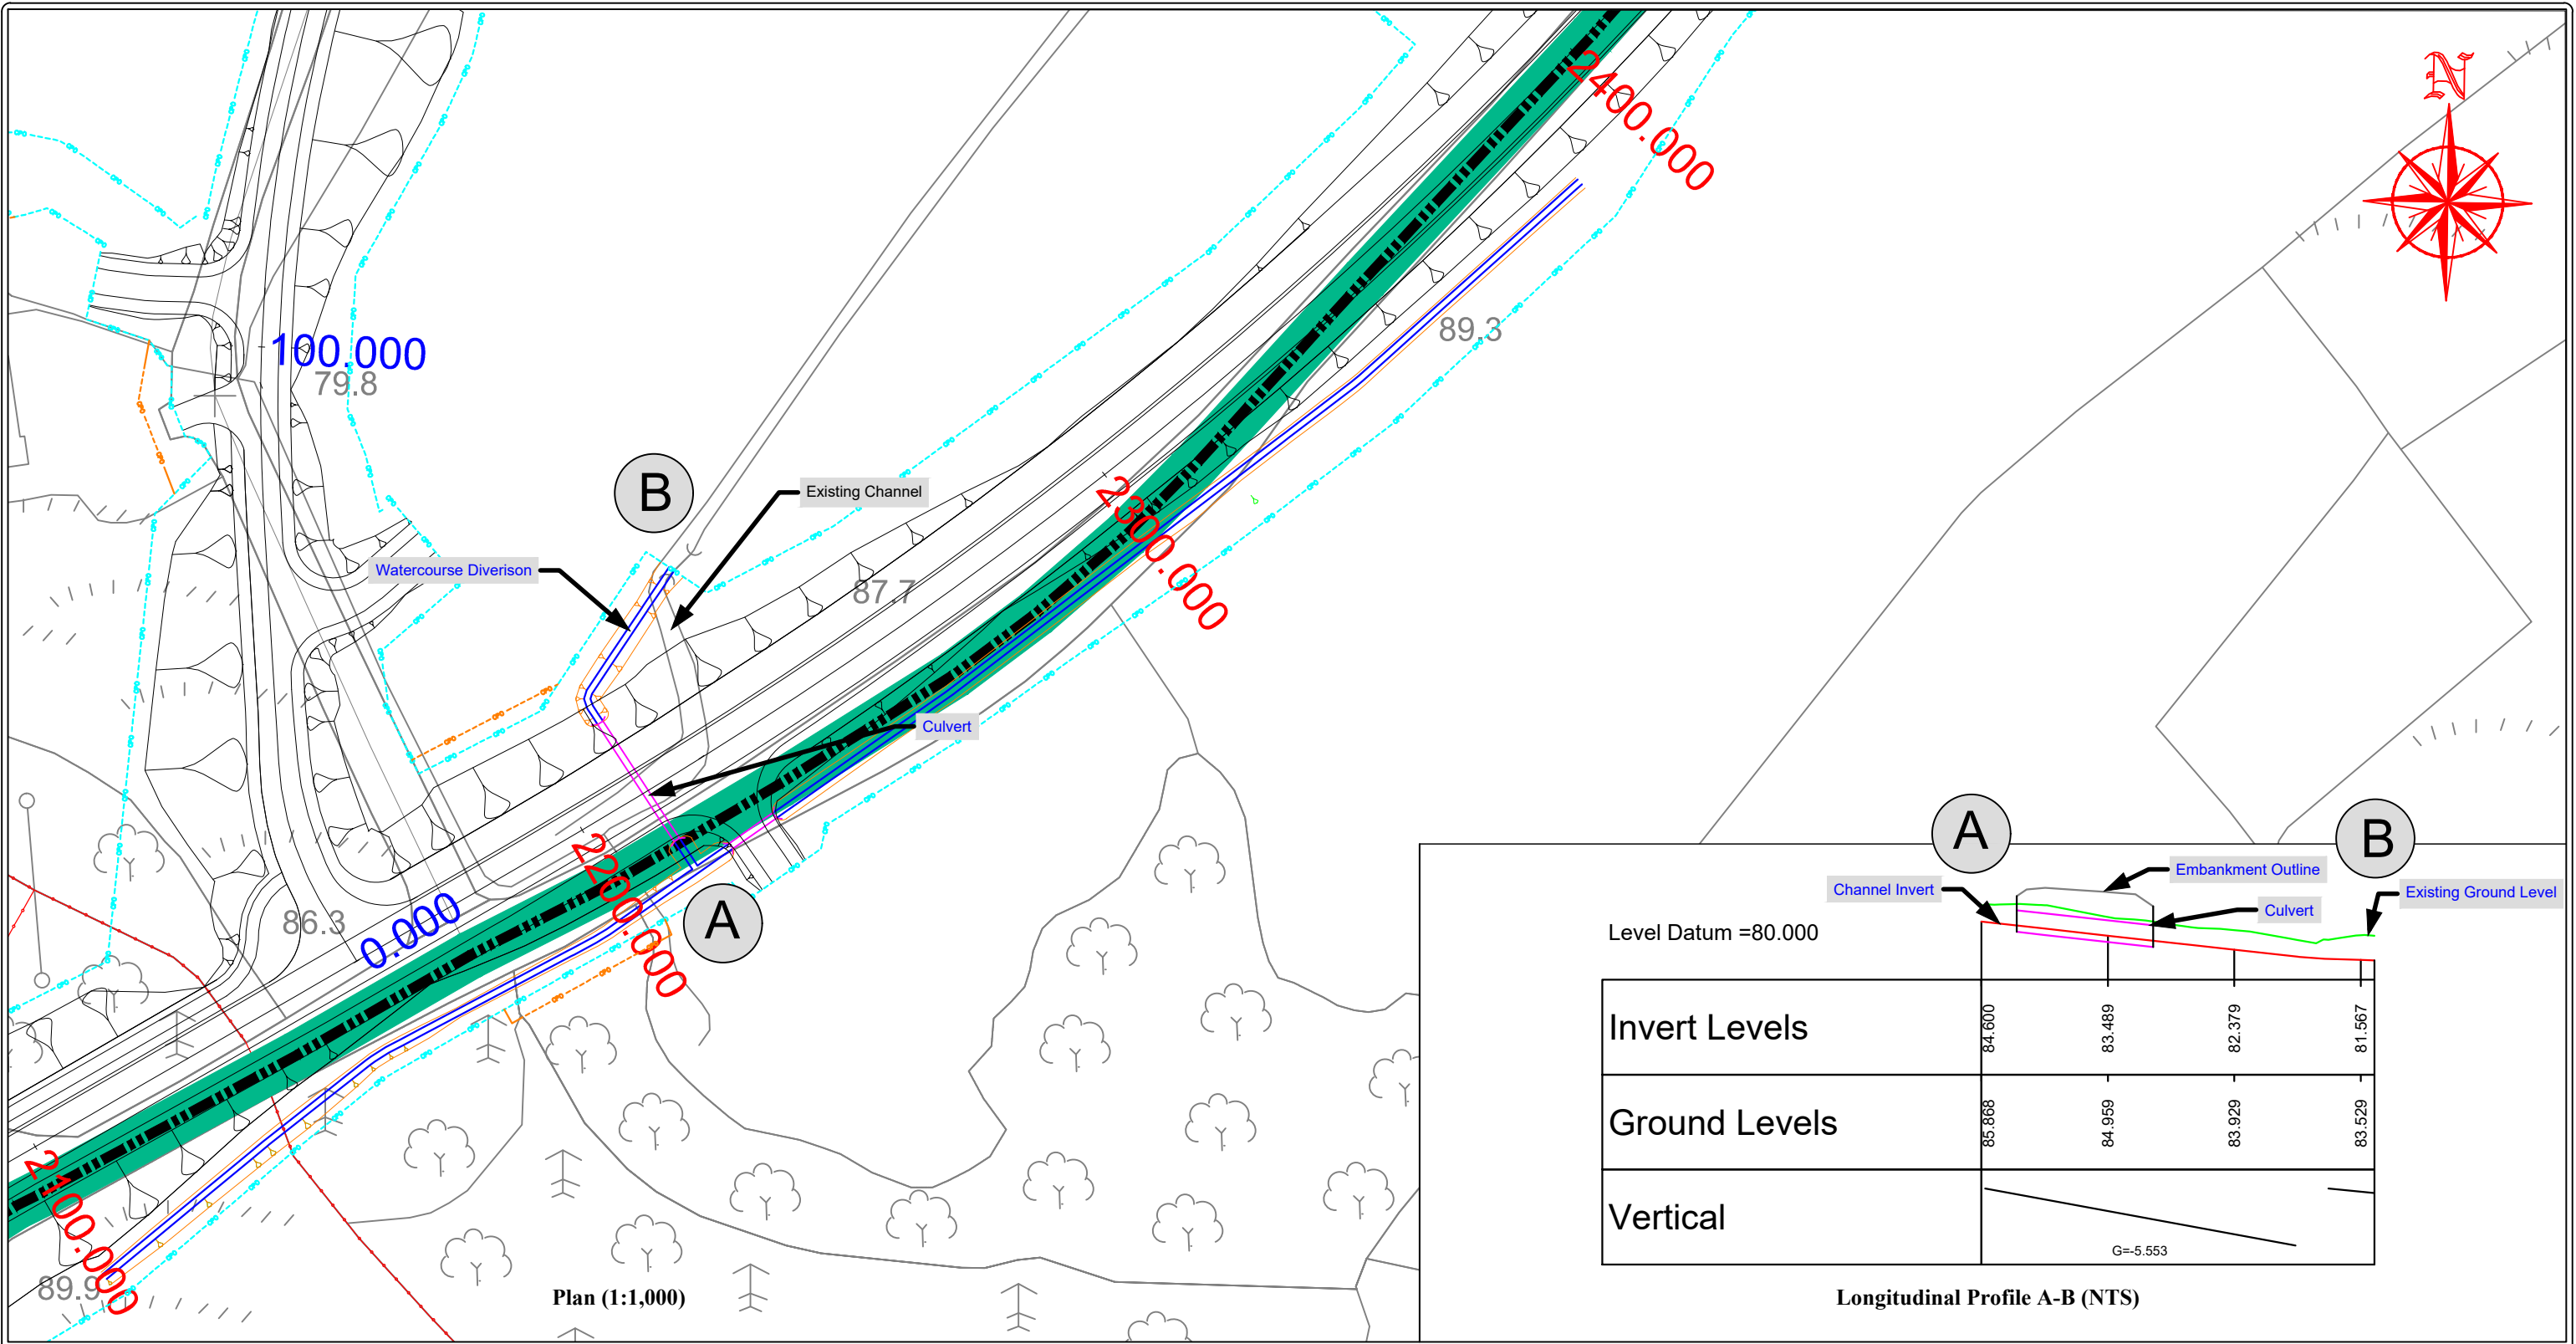 N
2400.000
89.3
100.000
79.8
B
Existing Channel
2300.000
Watercourse Diverison
87.7
Culvert
2200.000
A
86.3
0.000
2100.000
89.9
Plan (1:1,000)
A
B
Embankment Outline
Channel Invert
Existing Ground Level
Culvert
Level Datum =80.000
Invert Levels
84.600
83.489
82.379
81.567
Ground Levels
85.868
84.959
83.929
83.529
Vertical
G=-5.553
Longitudinal Profile A-B (NTS)